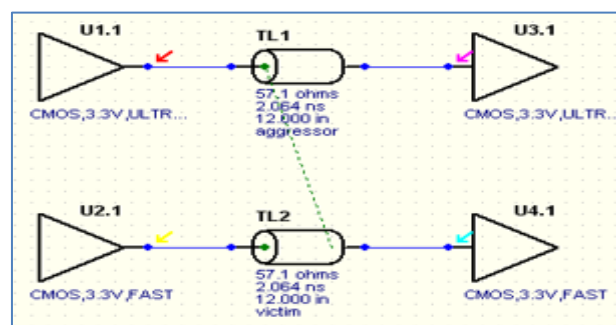 U1.1 TL1 U3.1
57.1 ohms
2.064 ns
12.000 in
aggressor
CMOS,3.3V,ULTR... CMOS,3.3V,ULTR...
U2.1 TL2 U4.1
57.1 ohms
2.064 ns
12.000 in
victim
CMOS,3.3V,FAST CMOS,3.3V,FAST